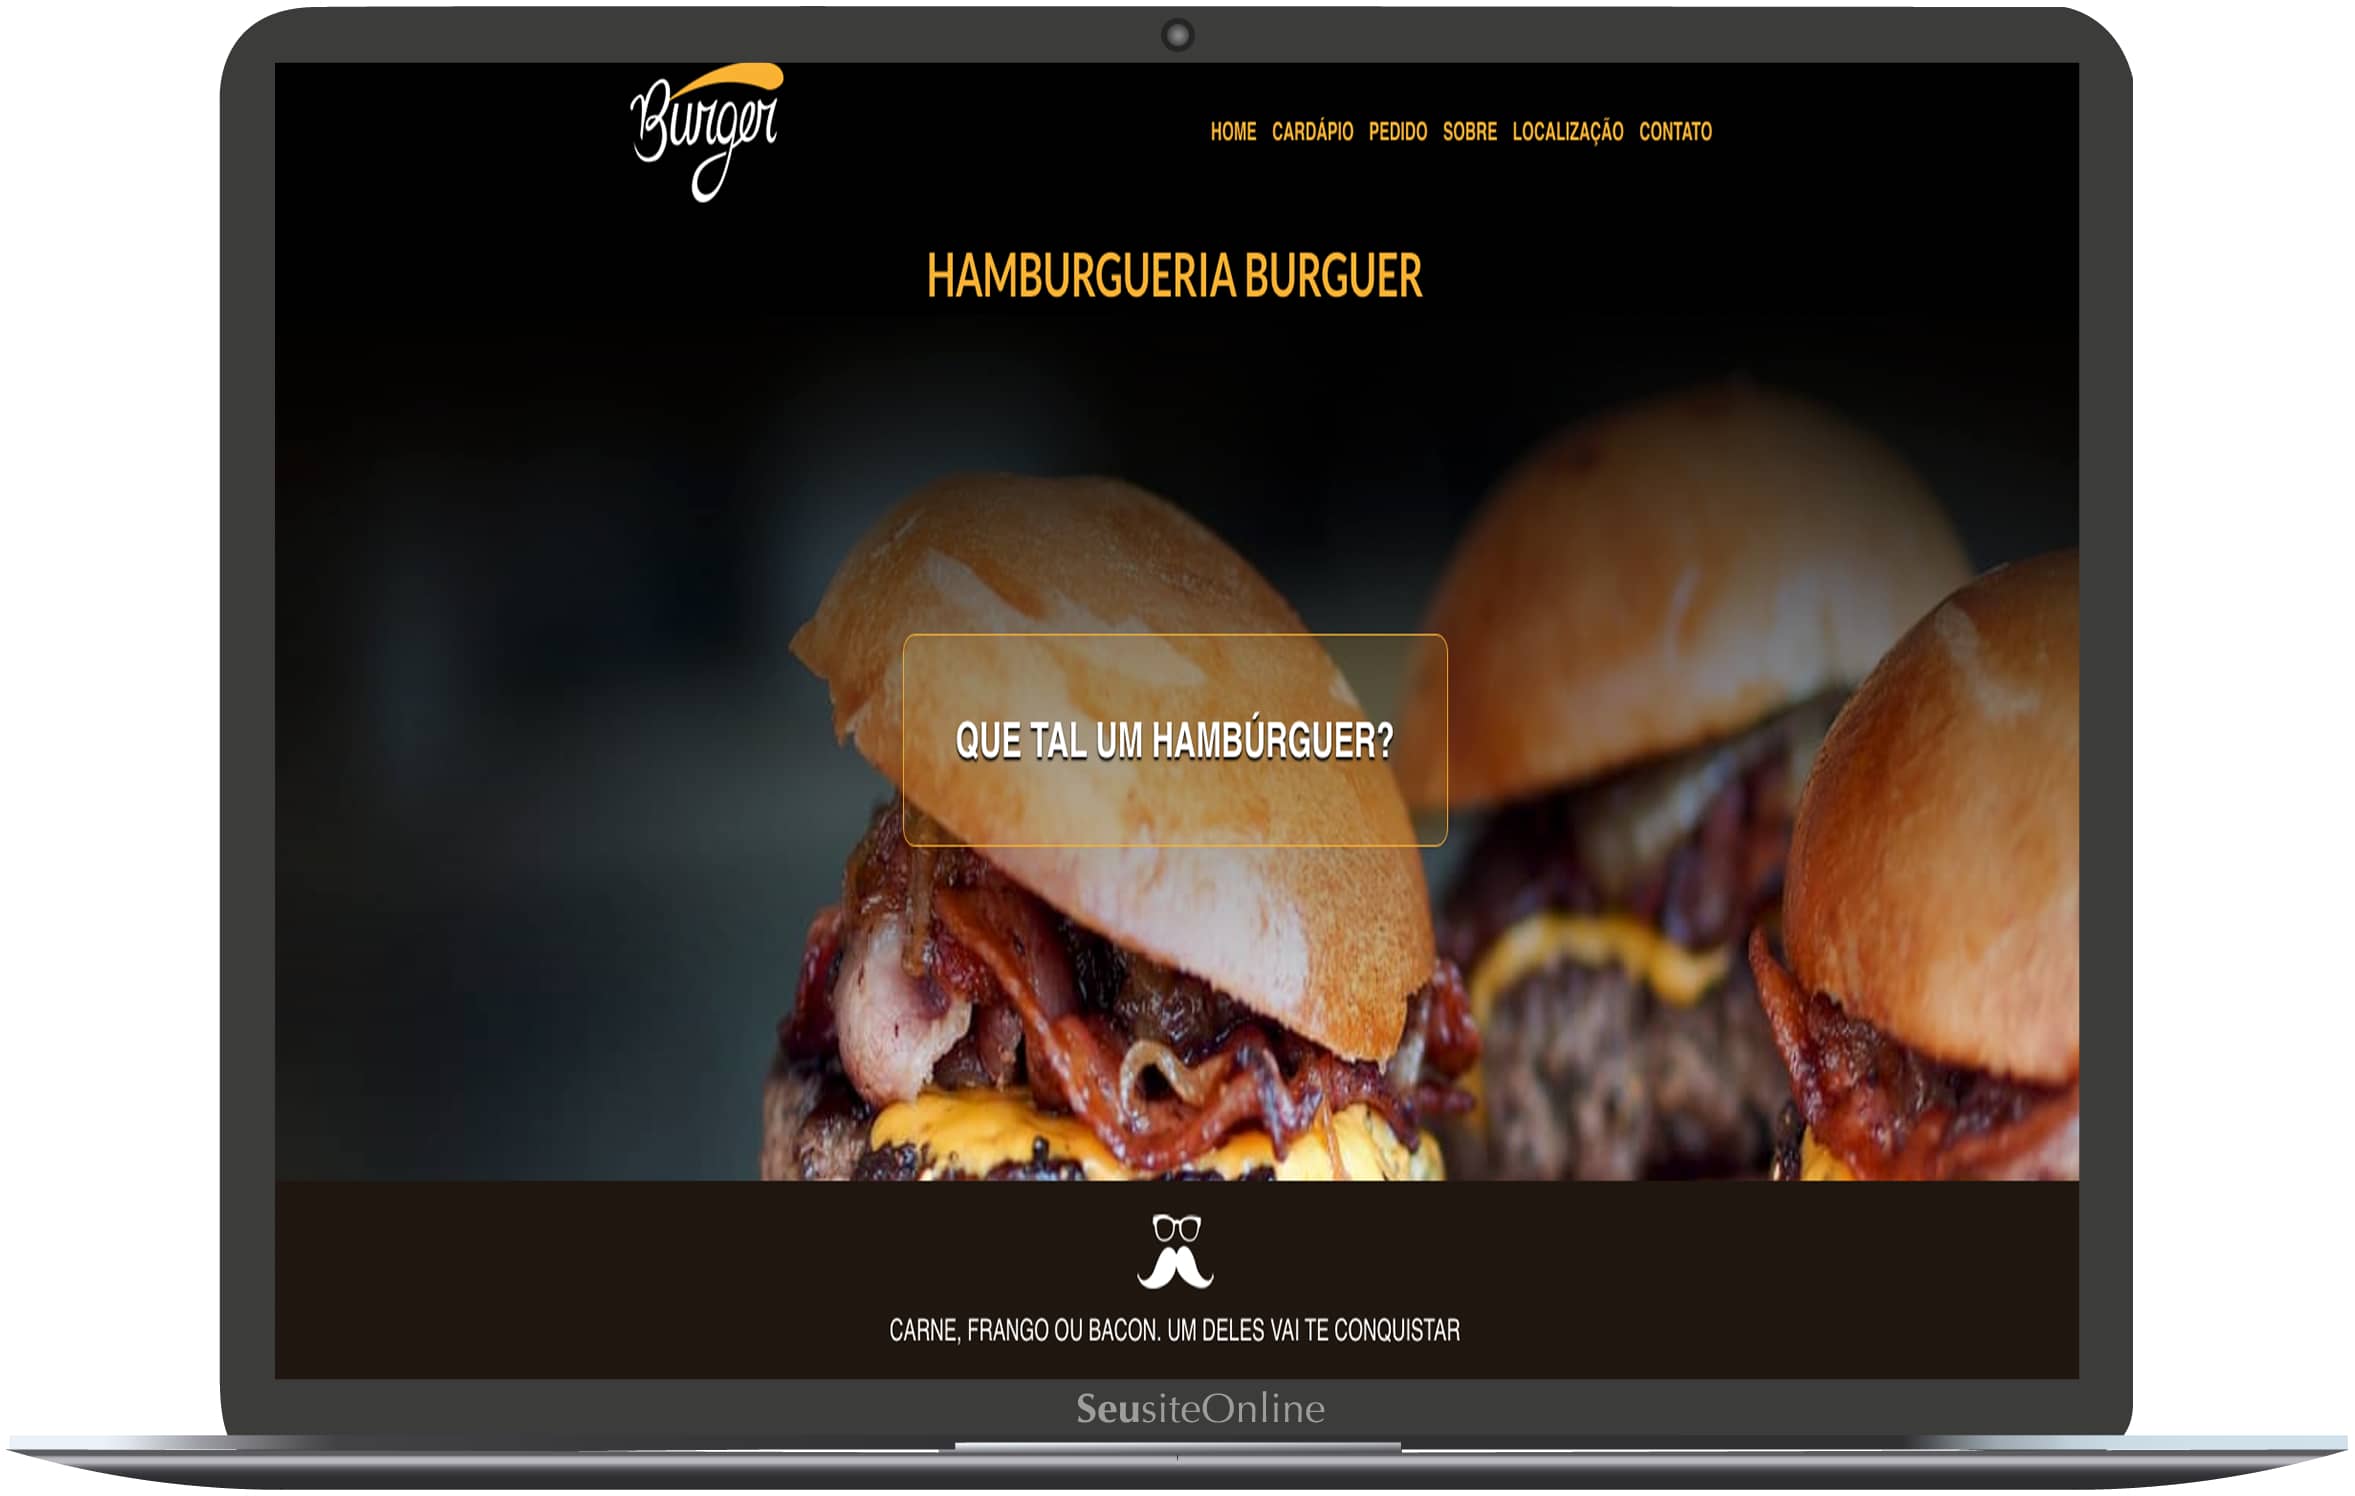 Burger
HOME CARDÁPIO PEDIDO SOBRE LOCALIZAÇÃO CONTATO
HAMBURGUERIA BURGUER
QUE TAL UM HAMBÚRGUER?
CARNE, FRANGO OU BACON. UM DELES VAI TE CONQUISTAR
SeusiteOnline